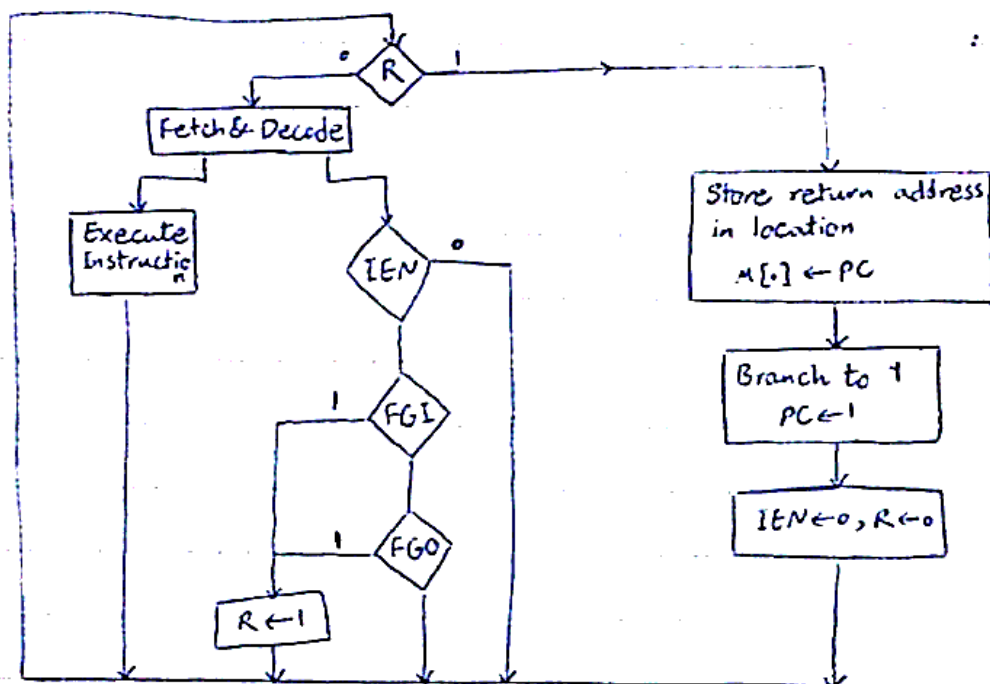 R
0
1
Fetch & Decode
Execute
Instructio
n
IEN
0
FGI
1
FGO
1
R ← 1
Store return address
in location
M[0] ← PC
Branch to 1
PC ← 1
IEN ← 0, R ← 0